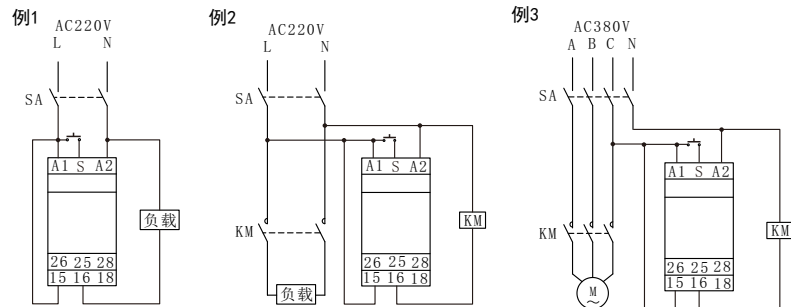 例1
AC220V
L N
SA
A1 S A2
负载
26 25 28
15 16 18
例2
AC220V
L N
SA
A1 S A2
KM
KM
26 25 28
15 16 18
负载
例3
AC380V
A B C N
SA
A1 S A2
KM
KM
26 25 28
15 16 18
M
~